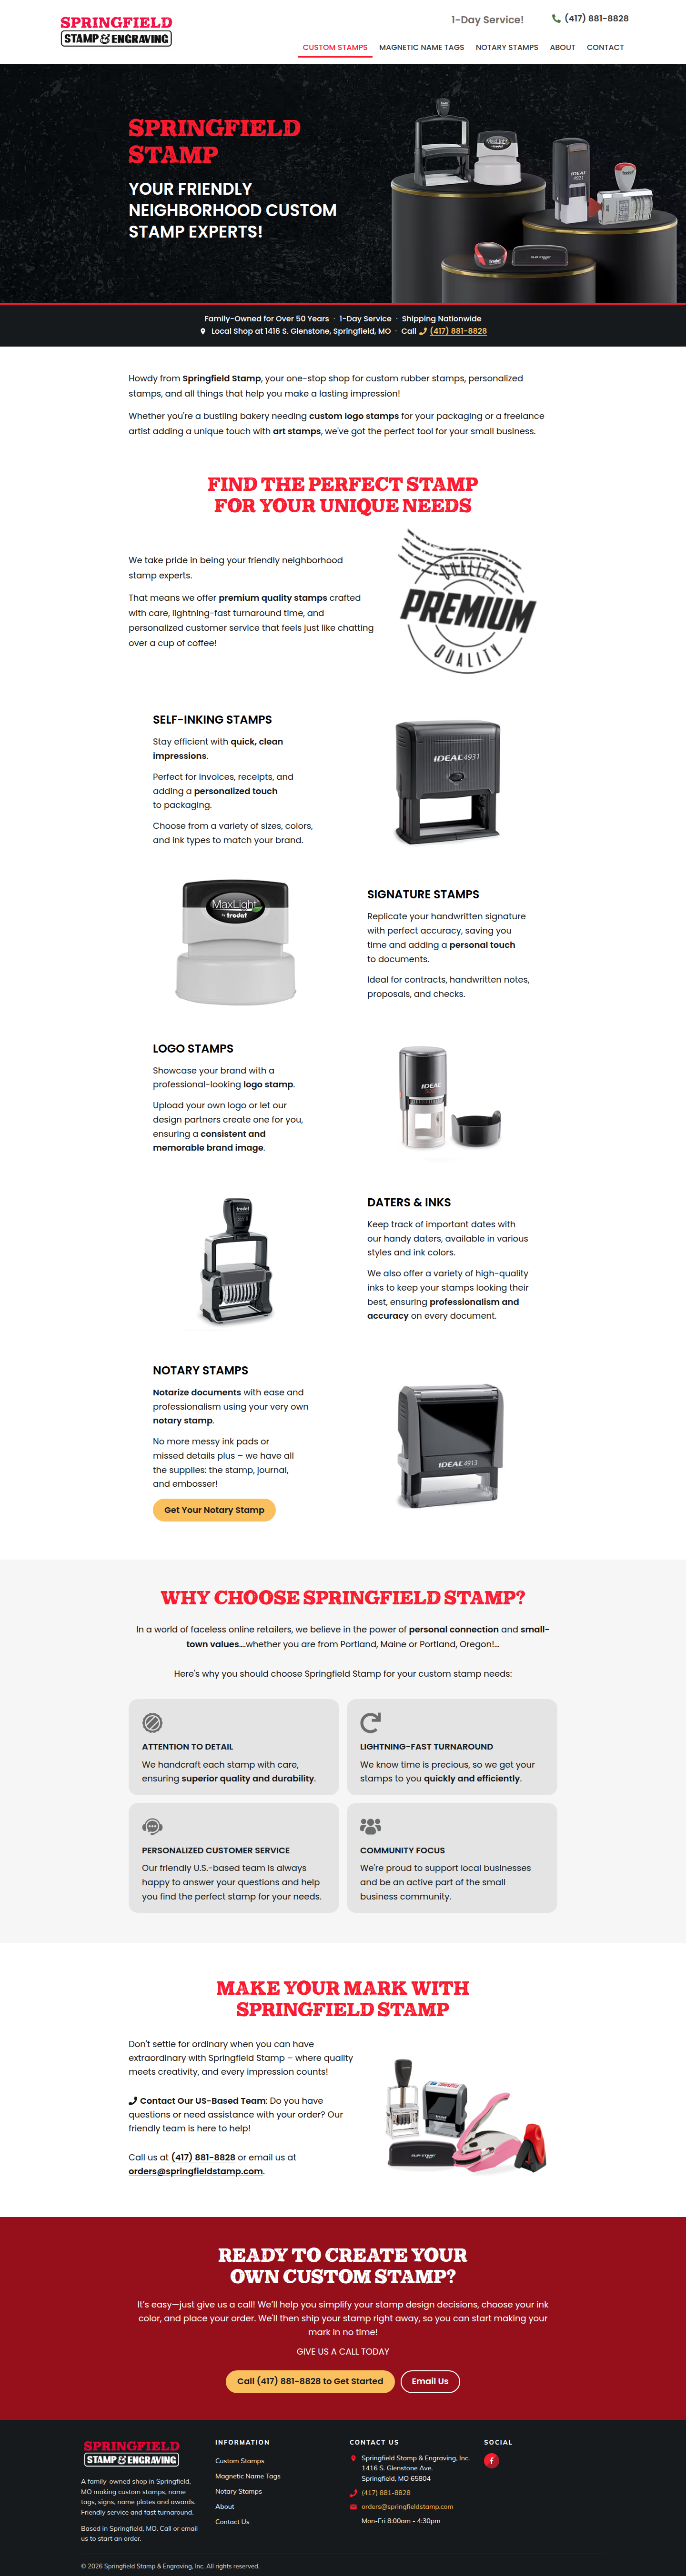 SPRINGFIELD
STAMP & ENGRAVING
1-Day Service!
(417) 881-8828
CUSTOM STAMPS MAGNETIC NAME TAGS NOTARY STAMPS ABOUT CONTACT
SPRINGFIELD
STAMP
YOUR FRIENDLY
NEIGHBORHOOD CUSTOM
STAMP EXPERTS!
Family-Owned for Over 50 Years · 1-Day Service · Shipping Nationwide
Local Shop at 1416 S. Glenstone, Springfield, MO · Call (417) 881-8828
Howdy from Springfield Stamp, your one-stop shop for custom rubber stamps, personalized
stamps, and all things that help you make a lasting impression!
Whether you're a bustling bakery needing custom logo stamps for your packaging or a freelance
artist adding a unique touch with art stamps, we've got the perfect tool for your small business.
FIND THE PERFECT STAMP
FOR YOUR UNIQUE NEEDS
We take pride in being your friendly neighborhood
stamp experts.
That means we offer premium quality stamps crafted
with care, lightning-fast turnaround time, and
personalized customer service that feels just like chatting
over a cup of coffee!
QUALITY
PREMIUM
QUALITY
SELF-INKING STAMPS
Stay efficient with quick, clean
impressions.
Perfect for invoices, receipts, and
adding a personalized touch
to packaging.
Choose from a variety of sizes, colors,
and ink types to match your brand.
IDEAL 4931
MaxLight
by trodat
SIGNATURE STAMPS
Replicate your handwritten signature
with perfect accuracy, saving you
time and adding a personal touch
to documents.
Ideal for contracts, handwritten notes,
proposals, and checks.
LOGO STAMPS
Showcase your brand with a
professional-looking logo stamp.
Upload your own logo or let our
design partners create one for you,
ensuring a consistent and
memorable brand image.
IDEAL
trodat
DATERS & INKS
Keep track of important dates with
our handy daters, available in various
styles and ink colors.
We also offer a variety of high-quality
inks to keep your stamps looking their
best, ensuring professionalism and
accuracy on every document.
NOTARY STAMPS
Notarize documents with ease and
professionalism using your very own
notary stamp.
No more messy ink pads or
missed details plus – we have all
the supplies: the stamp, journal,
and embosser!
Get Your Notary Stamp
IDEAL 4913
WHY CHOOSE SPRINGFIELD STAMP?
In a world of faceless online retailers, we believe in the power of personal connection and small-
town values....whether you are from Portland, Maine or Portland, Oregon!...
Here's why you should choose Springfield Stamp for your custom stamp needs:
ATTENTION TO DETAIL
We handcraft each stamp with care,
ensuring superior quality and durability.
LIGHTNING-FAST TURNAROUND
We know time is precious, so we get your
stamps to you quickly and efficiently.
PERSONALIZED CUSTOMER SERVICE
Our friendly U.S.-based team is always
happy to answer your questions and help
you find the perfect stamp for your needs.
COMMUNITY FOCUS
We're proud to support local businesses
and be an active part of the small
business community.
MAKE YOUR MARK WITH
SPRINGFIELD STAMP
Don't settle for ordinary when you can have
extraordinary with Springfield Stamp – where quality
meets creativity, and every impression counts!
Contact Our US-Based Team: Do you have
questions or need assistance with your order? Our
friendly team is here to help!
Call us at (417) 881-8828 or email us at
orders@springfieldstamp.com.
READY TO CREATE YOUR
OWN CUSTOM STAMP?
It's easy—just give us a call! We'll help you simplify your stamp design decisions, choose your ink
color, and place your order. We'll then ship your stamp right away, so you can start making your
mark in no time!
GIVE US A CALL TODAY
Call (417) 881-8828 to Get Started
Email Us
SPRINGFIELD
STAMP & ENGRAVING
A family-owned shop in Springfield,
MO making custom stamps, name
tags, signs, name plates and awards.
Friendly service and fast turnaround.
Based in Springfield, MO. Call or email
us to start an order.
INFORMATION
Custom Stamps
Magnetic Name Tags
Notary Stamps
About
Contact Us
CONTACT US
Springfield Stamp & Engraving, Inc.
1416 S. Glenstone Ave.
Springfield, MO 65804
(417) 881-8828
orders@springfieldstamp.com
Mon-Fri 8:00am - 4:30pm
SOCIAL
© 2026 Springfield Stamp & Engraving, Inc. All rights reserved.